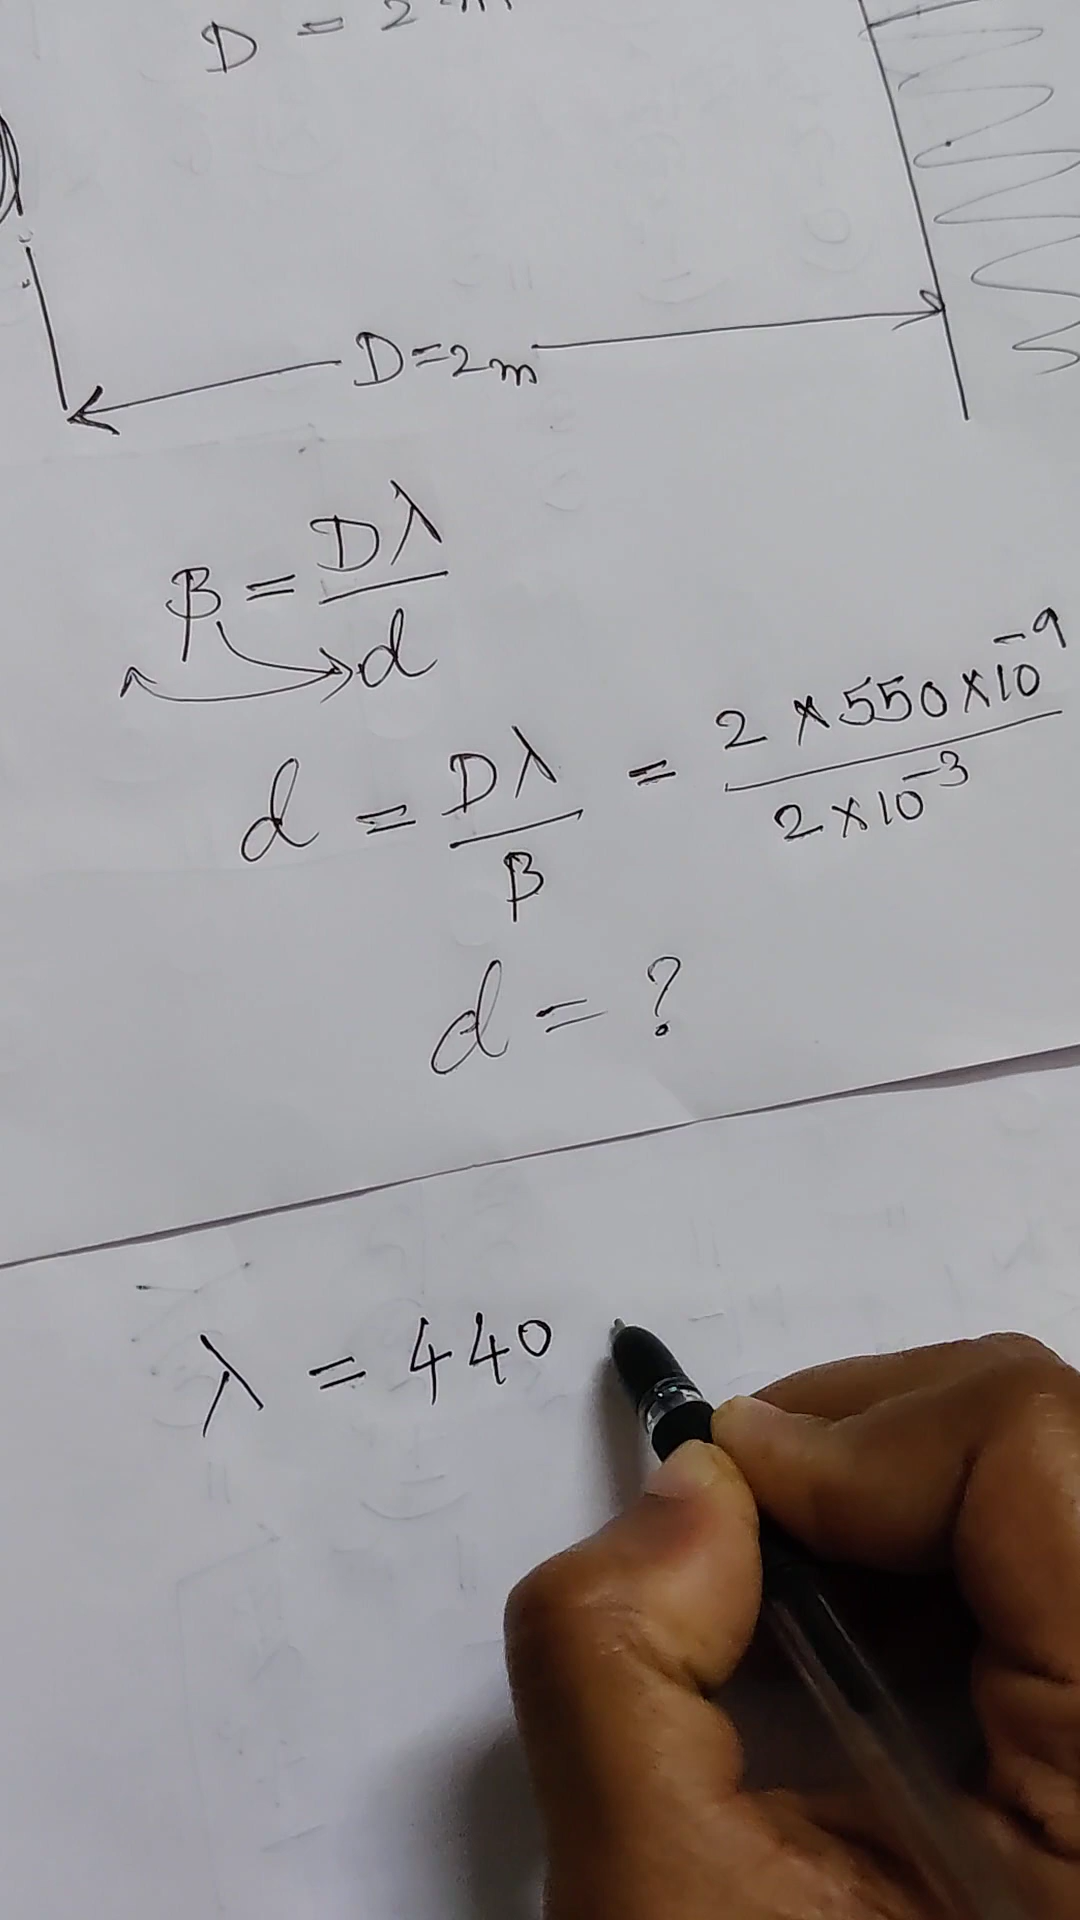 D = 2 m
D=2m
β = Dλ/d
d = Dλ/β = 2 × 550 × 10⁻⁹ / 2 × 10⁻³
d = ?
λ = 440